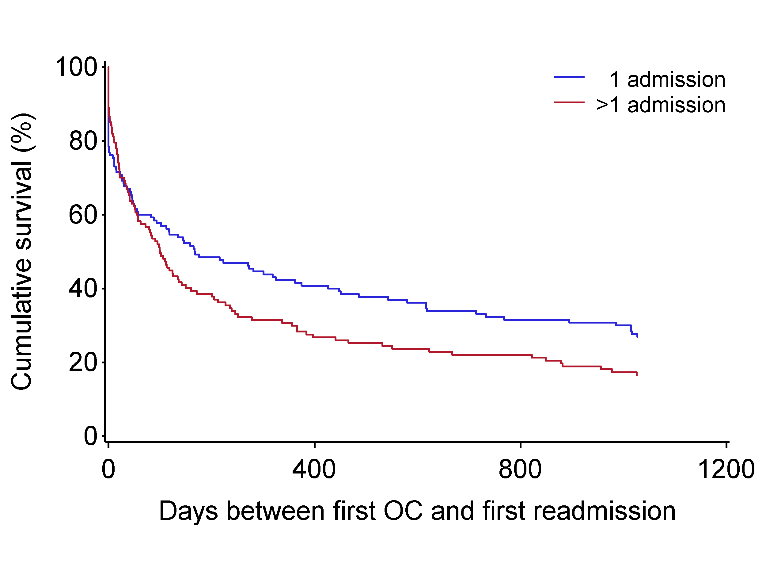 100
80
60
40
20
0
Cumulative survival (%)
1 admission
>1 admission
0 400 800 1200
Days between first OC and first readmission